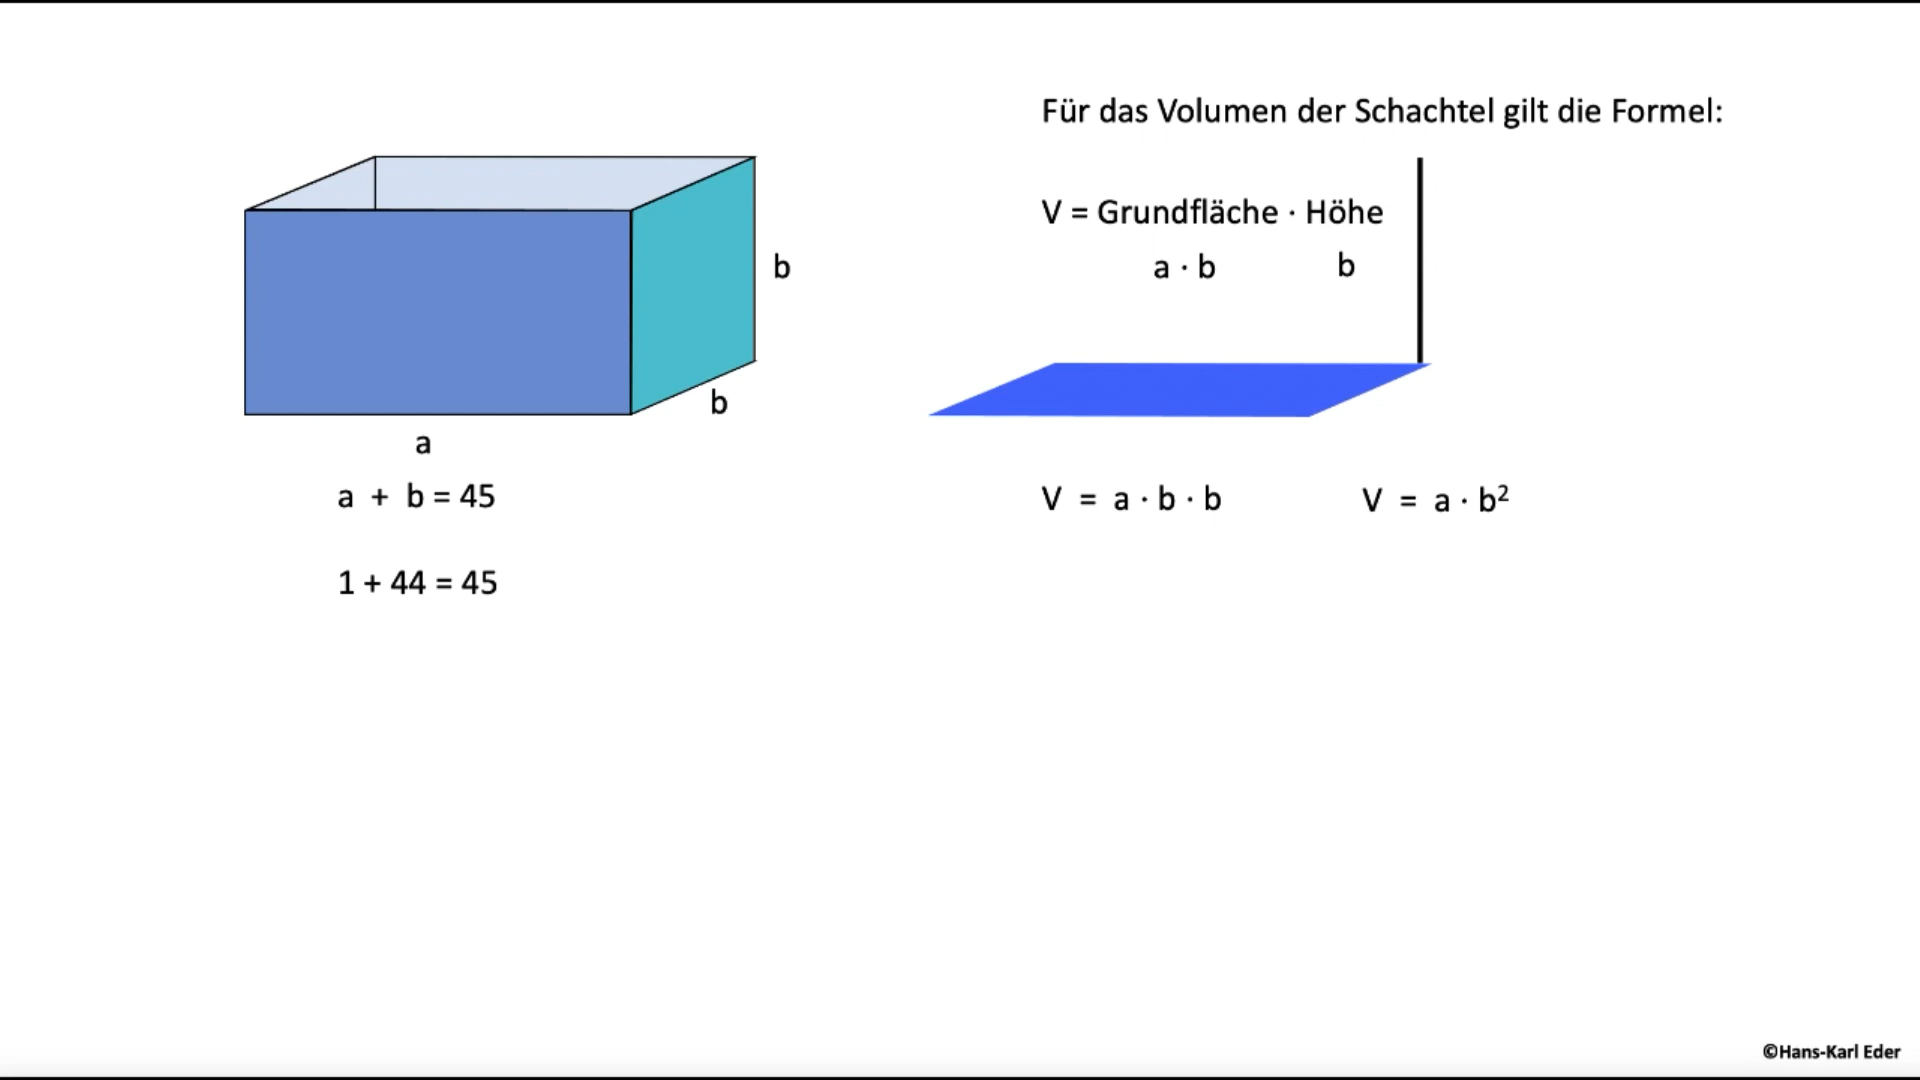 b
b
a
a + b = 45
1 + 44 = 45
Für das Volumen der Schachtel gilt die Formel:
V = Grundfläche · Höhe
a · b b
V = a · b · b V = a · b²
©Hans-Karl Eder